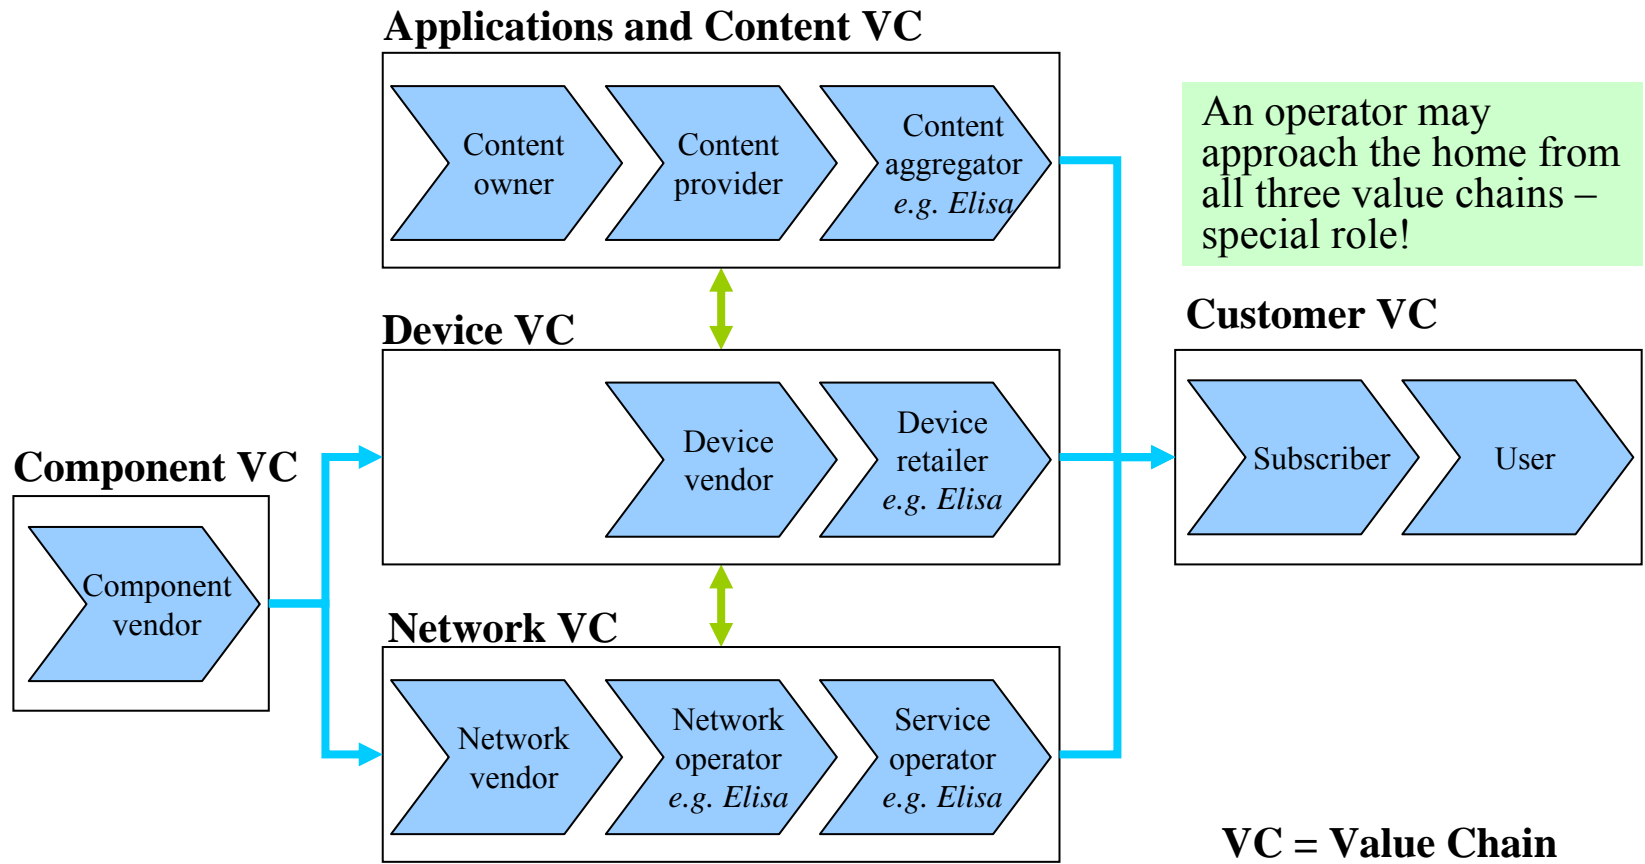 Applications and Content VC
Content
owner
Content
provider
Content
aggregator
e.g. Elisa
An operator may
approach the home from
all three value chains –
special role!
Device VC
Device
vendor
Device
retailer
e.g. Elisa
Customer VC
Subscriber
User
Component VC
Component
vendor
Network VC
Network
vendor
Network
operator
e.g. Elisa
Service
operator
e.g. Elisa
VC = Value Chain